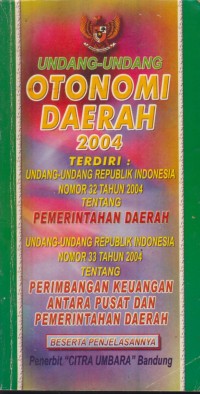 UNDANG-UNDANG
OTONOMI
DAERAH
2004
TERDIRI :
UNDANG-UNDANG REPUBLIK INDONESIA
NOMOR 32 TAHUN 2004
TENTANG
PEMERINTAHAN DAERAH
UNDANG-UNDANG REPUBLIK INDONESIA
NOMOR 33 TAHUN 2004
TENTANG
PERIMBANGAN KEUANGAN
ANTARA PUSAT DAN
PEMERINTAHAN DAERAH
BESERTA PENJELASANNYA
Penerbit "CITRA UMBARA" Bandung